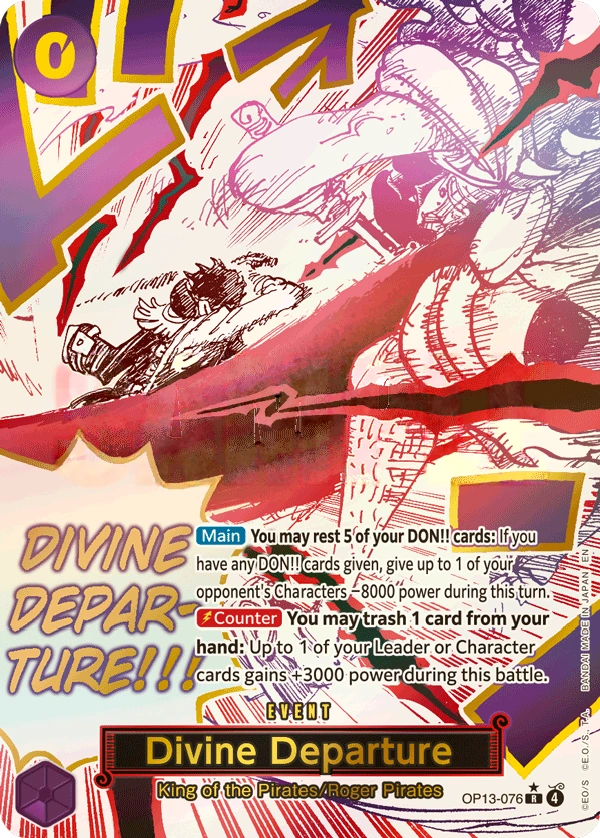 0
DIVINE
DEPAR-
TURE!!!
Main You may rest 5 of your DON!! cards: If you
have any DON!! cards given, give up to 1 of your
opponent's Characters −8000 power during this turn.
Counter You may trash 1 card from your
hand: Up to 1 of your Leader or Character
cards gains +3000 power during this battle.
EVENT
Divine Departure
King of the Pirates/Roger Pirates
OP13-076 R 4
©EO/S ©E.O./S, T.A. BANDAI MADE IN JAPAN EN